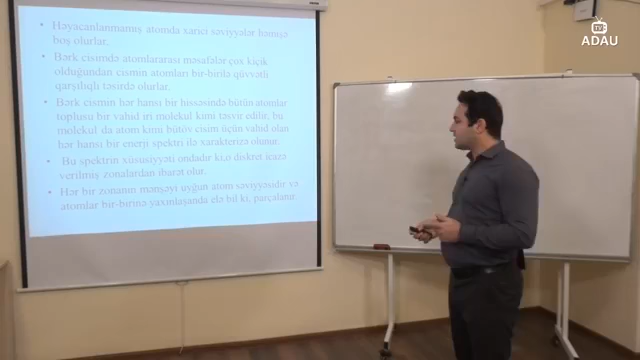 Həyacanlanmamış atomda xarici səviyyələr həmişə
boş olurlar.
Bərk cisimdə atomlararası məsafələr çox kiçik
olduğundan cismin atomları bir-birilə qüvvətli
qarşılıqlı təsirdə olurlar.
Bərk cismin hər hansı bir hissəsində bütün atomlar
toplusu bir vahid iri molekul kimi təsvir edilir, bu
molekul da atom kimi bütöv cisim üçün vahid olan
hər hansı bir enerji spektri ilə xarakterizə olunur.
Bu spektrin xüsusiyyəti ondadır ki, o diskret icazə
verilmiş zonalardan ibarət olur.
Hər bir zonanın mənşəyi uyğun atom səviyyəsidir və
atomlar bir-birinə yaxınlaşanda elə bil ki, parçalanır.
TV
ADAU